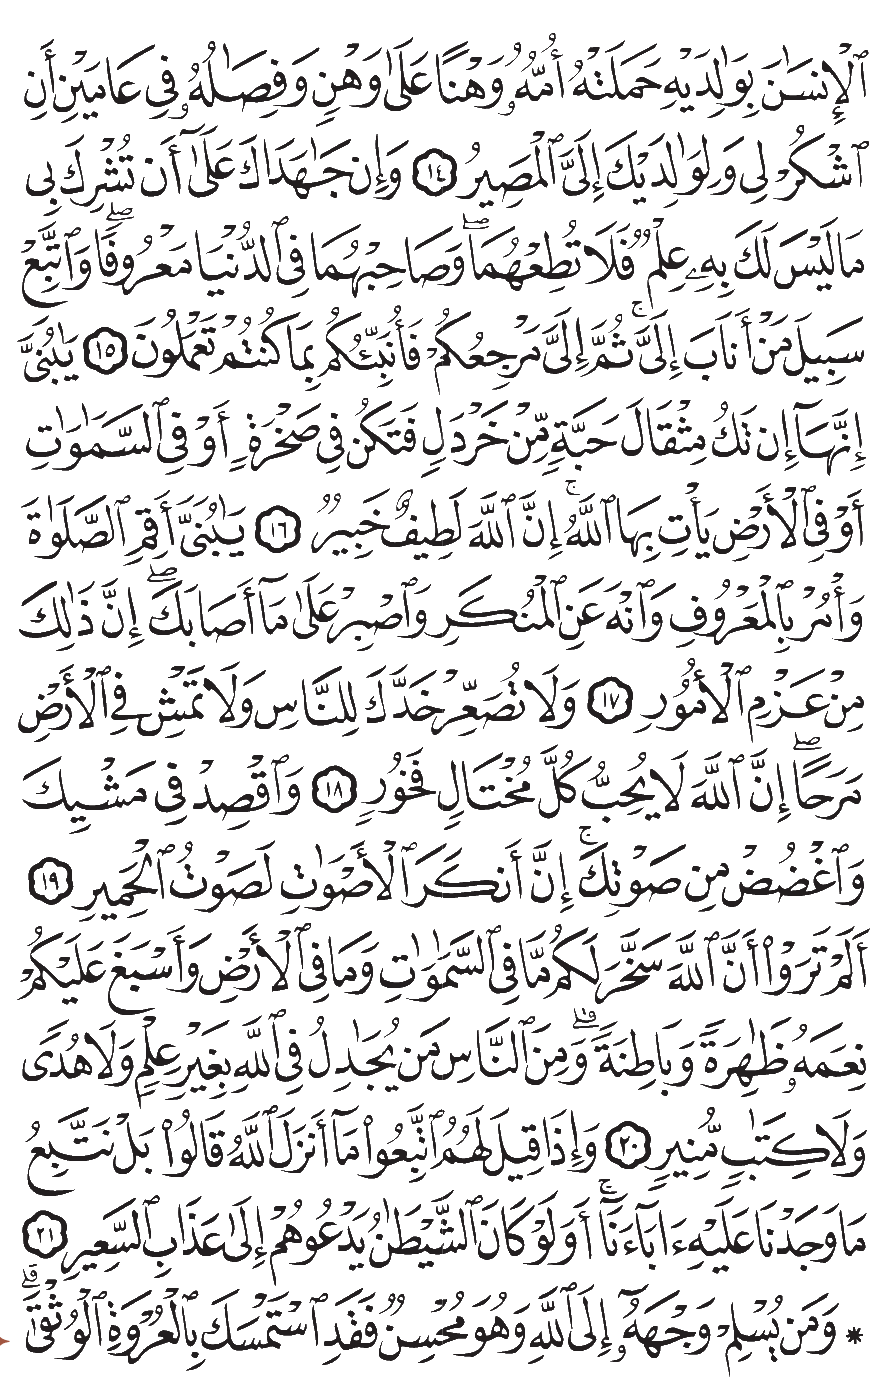 ٱلْإِنسَٰنَ بِوَٰلِدَيْهِ حَمَلَتْهُ أُمُّهُۥ وَهْنًا عَلَىٰ وَهْنٍ وَفِصَٰلُهُۥ فِى عَامَيْنِ أَنِ
ٱشْكُرْ لِى وَلِوَٰلِدَيْكَ إِلَىَّ ٱلْمَصِيرُ ١٤ وَإِن جَٰهَدَاكَ عَلَىٰٓ أَن تُشْرِكَ بِى
مَا لَيْسَ لَكَ بِهِۦ عِلْمٌ فَلَا تُطِعْهُمَا ۖ وَصَاحِبْهُمَا فِى ٱلدُّنْيَا مَعْرُوفًا ۖ وَٱتَّبِعْ
سَبِيلَ مَنْ أَنَابَ إِلَىَّ ۚ ثُمَّ إِلَىَّ مَرْجِعُكُمْ فَأُنَبِّئُكُم بِمَا كُنتُمْ تَعْمَلُونَ ١٥ يَٰبُنَىَّ
إِنَّهَآ إِن تَكُ مِثْقَالَ حَبَّةٍ مِّنْ خَرْدَلٍ فَتَكُن فِى صَخْرَةٍ أَوْ فِى ٱلسَّمَٰوَٰتِ
أَوْ فِى ٱلْأَرْضِ يَأْتِ بِهَا ٱللَّهُ ۚ إِنَّ ٱللَّهَ لَطِيفٌ خَبِيرٌ ١٦ يَٰبُنَىَّ أَقِمِ ٱلصَّلَوٰةَ
وَأْمُرْ بِٱلْمَعْرُوفِ وَٱنْهَ عَنِ ٱلْمُنكَرِ وَٱصْبِرْ عَلَىٰ مَآ أَصَابَكَ ۖ إِنَّ ذَٰلِكَ
مِنْ عَزْمِ ٱلْأُمُورِ ١٧ وَلَا تُصَعِّرْ خَدَّكَ لِلنَّاسِ وَلَا تَمْشِ فِى ٱلْأَرْضِ
مَرَحًا ۖ إِنَّ ٱللَّهَ لَا يُحِبُّ كُلَّ مُخْتَالٍ فَخُورٍ ١٨ وَٱقْصِدْ فِى مَشْيِكَ
وَٱغْضُضْ مِن صَوْتِكَ ۚ إِنَّ أَنكَرَ ٱلْأَصْوَٰتِ لَصَوْتُ ٱلْحَمِيرِ ١٩
أَلَمْ تَرَوْا۟ أَنَّ ٱللَّهَ سَخَّرَ لَكُم مَّا فِى ٱلسَّمَٰوَٰتِ وَمَا فِى ٱلْأَرْضِ وَأَسْبَغَ عَلَيْكُمْ
نِعَمَهُۥ ظَٰهِرَةً وَبَاطِنَةً ۗ وَمِنَ ٱلنَّاسِ مَن يُجَٰدِلُ فِى ٱللَّهِ بِغَيْرِ عِلْمٍ وَلَا هُدًى
وَلَا كِتَٰبٍ مُّنِيرٍ ٢٠ وَإِذَا قِيلَ لَهُمُ ٱتَّبِعُوا۟ مَآ أَنزَلَ ٱللَّهُ قَالُوا۟ بَلْ نَتَّبِعُ
مَا وَجَدْنَا عَلَيْهِ ءَابَآءَنَآ ۚ أَوَلَوْ كَانَ ٱلشَّيْطَٰنُ يَدْعُوهُمْ إِلَىٰ عَذَابِ ٱلسَّعِيرِ ٢١
* وَمَن يُسْلِمْ وَجْهَهُۥٓ إِلَى ٱللَّهِ وَهُوَ مُحْسِنٌ فَقَدِ ٱسْتَمْسَكَ بِٱلْعُرْوَةِ ٱلْوُثْقَىٰ ۗ